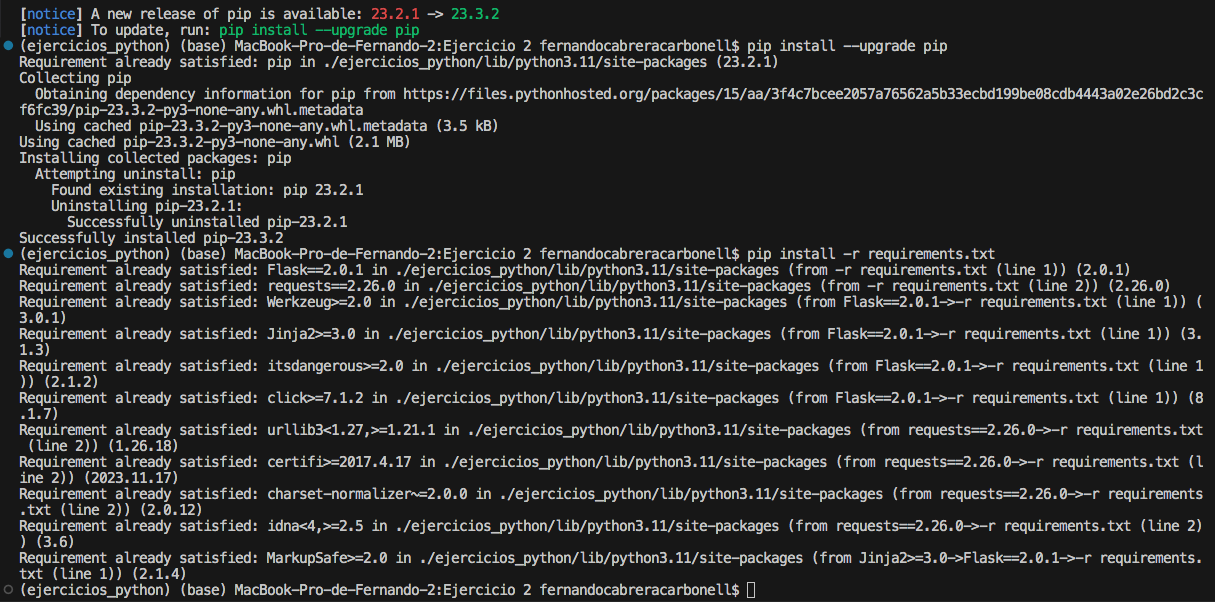 [notice] A new release of pip is available: 23.2.1 -> 23.3.2
[notice] To update, run: pip install --upgrade pip
(ejercicios_python) (base) MacBook-Pro-de-Fernando-2:Ejercicio 2 fernandocabreracarbonell$ pip install --upgrade pip
Requirement already satisfied: pip in ./ejercicios_python/lib/python3.11/site-packages (23.2.1)
Collecting pip
  Obtaining dependency information for pip from https://files.pythonhosted.org/packages/15/aa/3f4c7bcee2057a76562a5b33ecbd199be08cdb4443a02e26bd2c3c
f6fc39/pip-23.3.2-py3-none-any.whl.metadata
  Using cached pip-23.3.2-py3-none-any.whl.metadata (3.5 kB)
Using cached pip-23.3.2-py3-none-any.whl (2.1 MB)
Installing collected packages: pip
  Attempting uninstall: pip
    Found existing installation: pip 23.2.1
    Uninstalling pip-23.2.1:
      Successfully uninstalled pip-23.2.1
Successfully installed pip-23.3.2
(ejercicios_python) (base) MacBook-Pro-de-Fernando-2:Ejercicio 2 fernandocabreracarbonell$ pip install -r requirements.txt
Requirement already satisfied: Flask==2.0.1 in ./ejercicios_python/lib/python3.11/site-packages (from -r requirements.txt (line 1)) (2.0.1)
Requirement already satisfied: requests==2.26.0 in ./ejercicios_python/lib/python3.11/site-packages (from -r requirements.txt (line 2)) (2.26.0)
Requirement already satisfied: Werkzeug>=2.0 in ./ejercicios_python/lib/python3.11/site-packages (from Flask==2.0.1->-r requirements.txt (line 1)) (
3.0.1)
Requirement already satisfied: Jinja2>=3.0 in ./ejercicios_python/lib/python3.11/site-packages (from Flask==2.0.1->-r requirements.txt (line 1)) (3.
1.3)
Requirement already satisfied: itsdangerous>=2.0 in ./ejercicios_python/lib/python3.11/site-packages (from Flask==2.0.1->-r requirements.txt (line 1
)) (2.1.2)
Requirement already satisfied: click>=7.1.2 in ./ejercicios_python/lib/python3.11/site-packages (from Flask==2.0.1->-r requirements.txt (line 1)) (8
.1.7)
Requirement already satisfied: urllib3<1.27,>=1.21.1 in ./ejercicios_python/lib/python3.11/site-packages (from requests==2.26.0->-r requirements.txt
 (line 2)) (1.26.18)
Requirement already satisfied: certifi>=2017.4.17 in ./ejercicios_python/lib/python3.11/site-packages (from requests==2.26.0->-r requirements.txt (l
ine 2)) (2023.11.17)
Requirement already satisfied: charset-normalizer~=2.0.0 in ./ejercicios_python/lib/python3.11/site-packages (from requests==2.26.0->-r requirements
.txt (line 2)) (2.0.12)
Requirement already satisfied: idna<4,>=2.5 in ./ejercicios_python/lib/python3.11/site-packages (from requests==2.26.0->-r requirements.txt (line 2)
) (3.6)
Requirement already satisfied: MarkupSafe>=2.0 in ./ejercicios_python/lib/python3.11/site-packages (from Jinja2>=3.0->Flask==2.0.1->-r requirements.
txt (line 1)) (2.1.4)
(ejercicios_python) (base) MacBook-Pro-de-Fernando-2:Ejercicio 2 fernandocabreracarbonell$